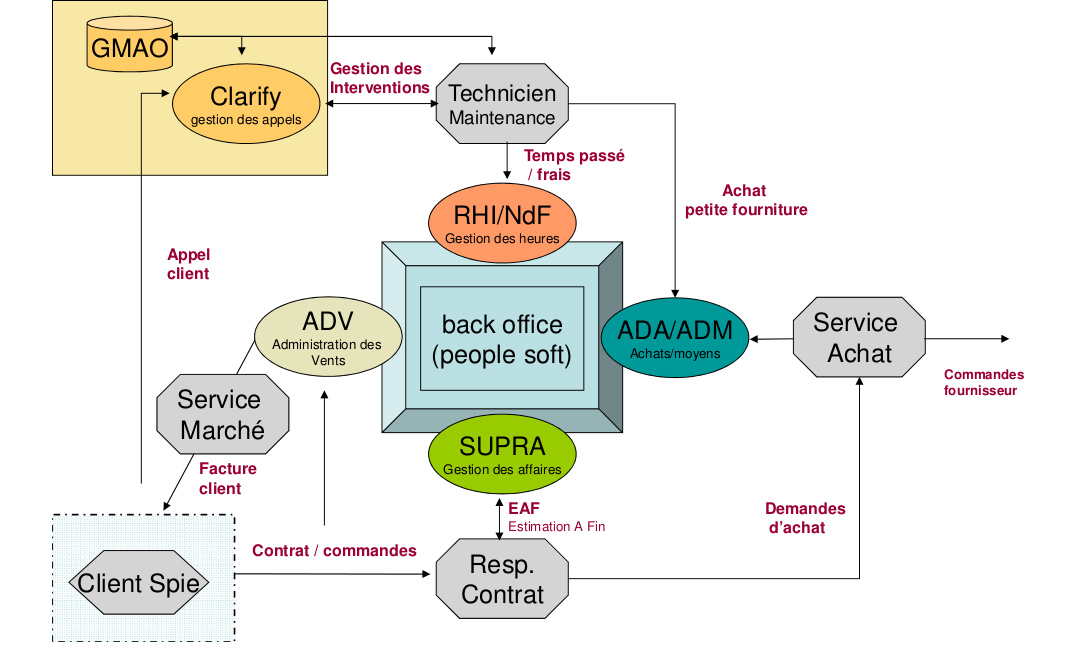 GMAO
Clarify
gestion des appels
Gestion des
Interventions
Technicien
Maintenance
Temps passé
/ frais
Achat
petite fourniture
RHI/NdF
Gestion des heures
Appel
client
ADV
Administration des
Vents
back office
(people soft)
ADA/ADM
Achats/moyens
Service
Achat
Commandes
fournisseur
Service
Marché
SUPRA
Gestion des affaires
Facture
client
EAF
Estimation A Fin
Demandes
d'achat
Contrat / commandes
Client Spie
Resp.
Contrat